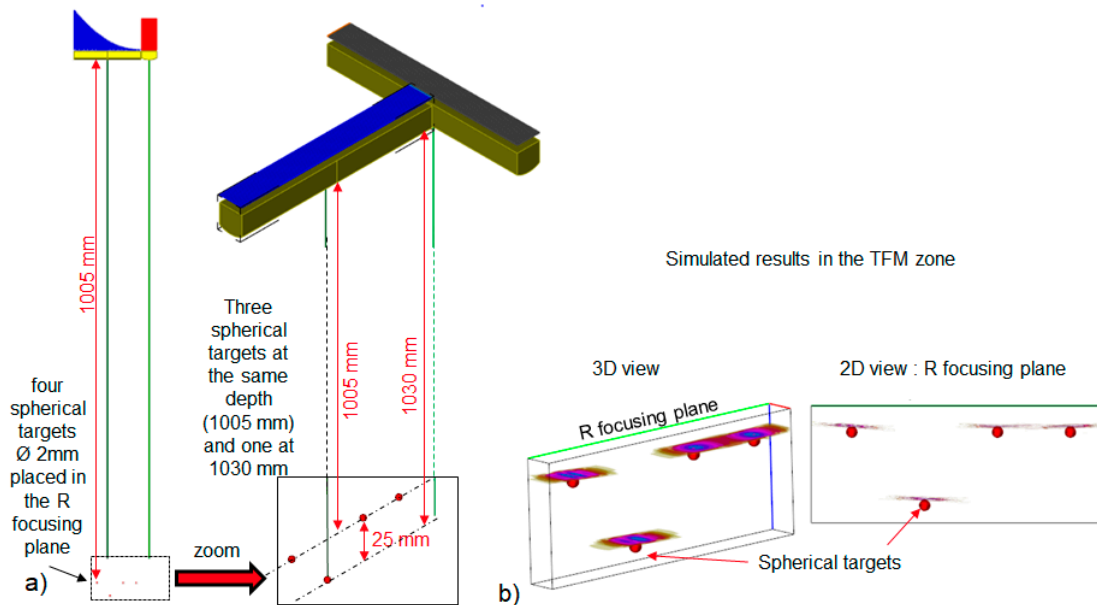 1005 mm
four
spherical
targets
Ø 2mm
placed in
the R
focusing
plane
a)
zoom
Three
spherical
targets at
the same
depth
(1005 mm)
and one at
1030 mm
1005 mm
1030 mm
25 mm
Simulated results in the TFM zone
3D view
R focusing plane
2D view : R focusing plane
Spherical targets
b)